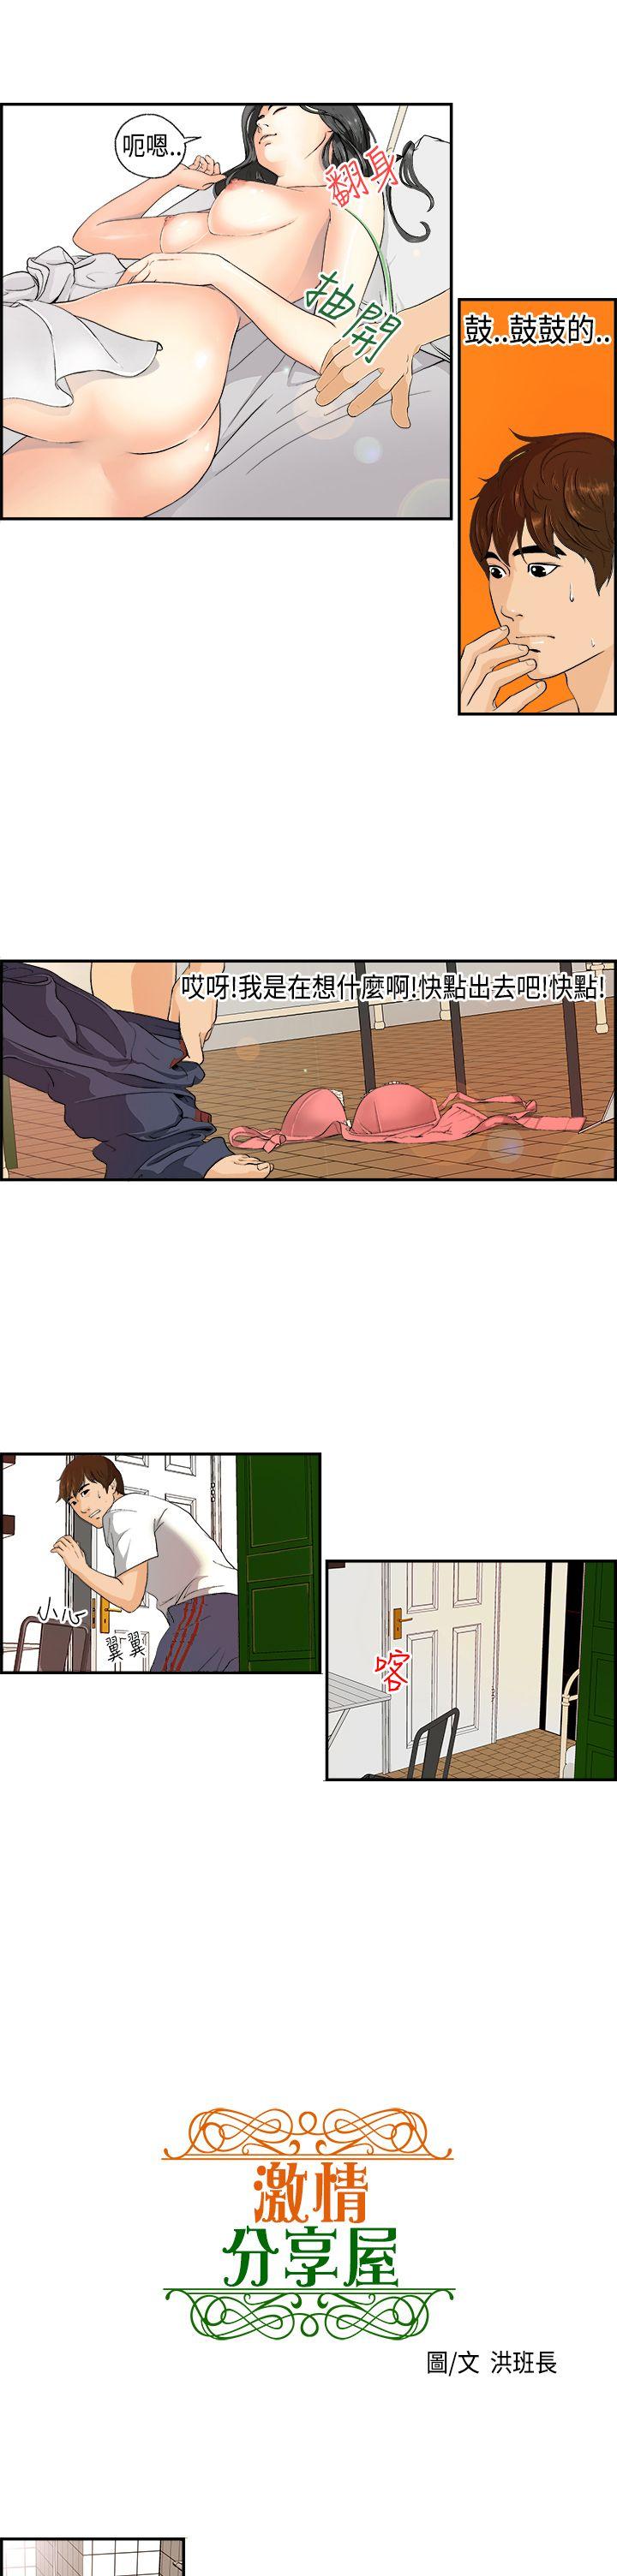 呃嗯..
翻身
抽開
鼓..鼓鼓的..
哎呀!我是在想什麼啊!快點出去吧!快點!
小心
翼翼
喀
激情
分享屋
圖/文 洪班長